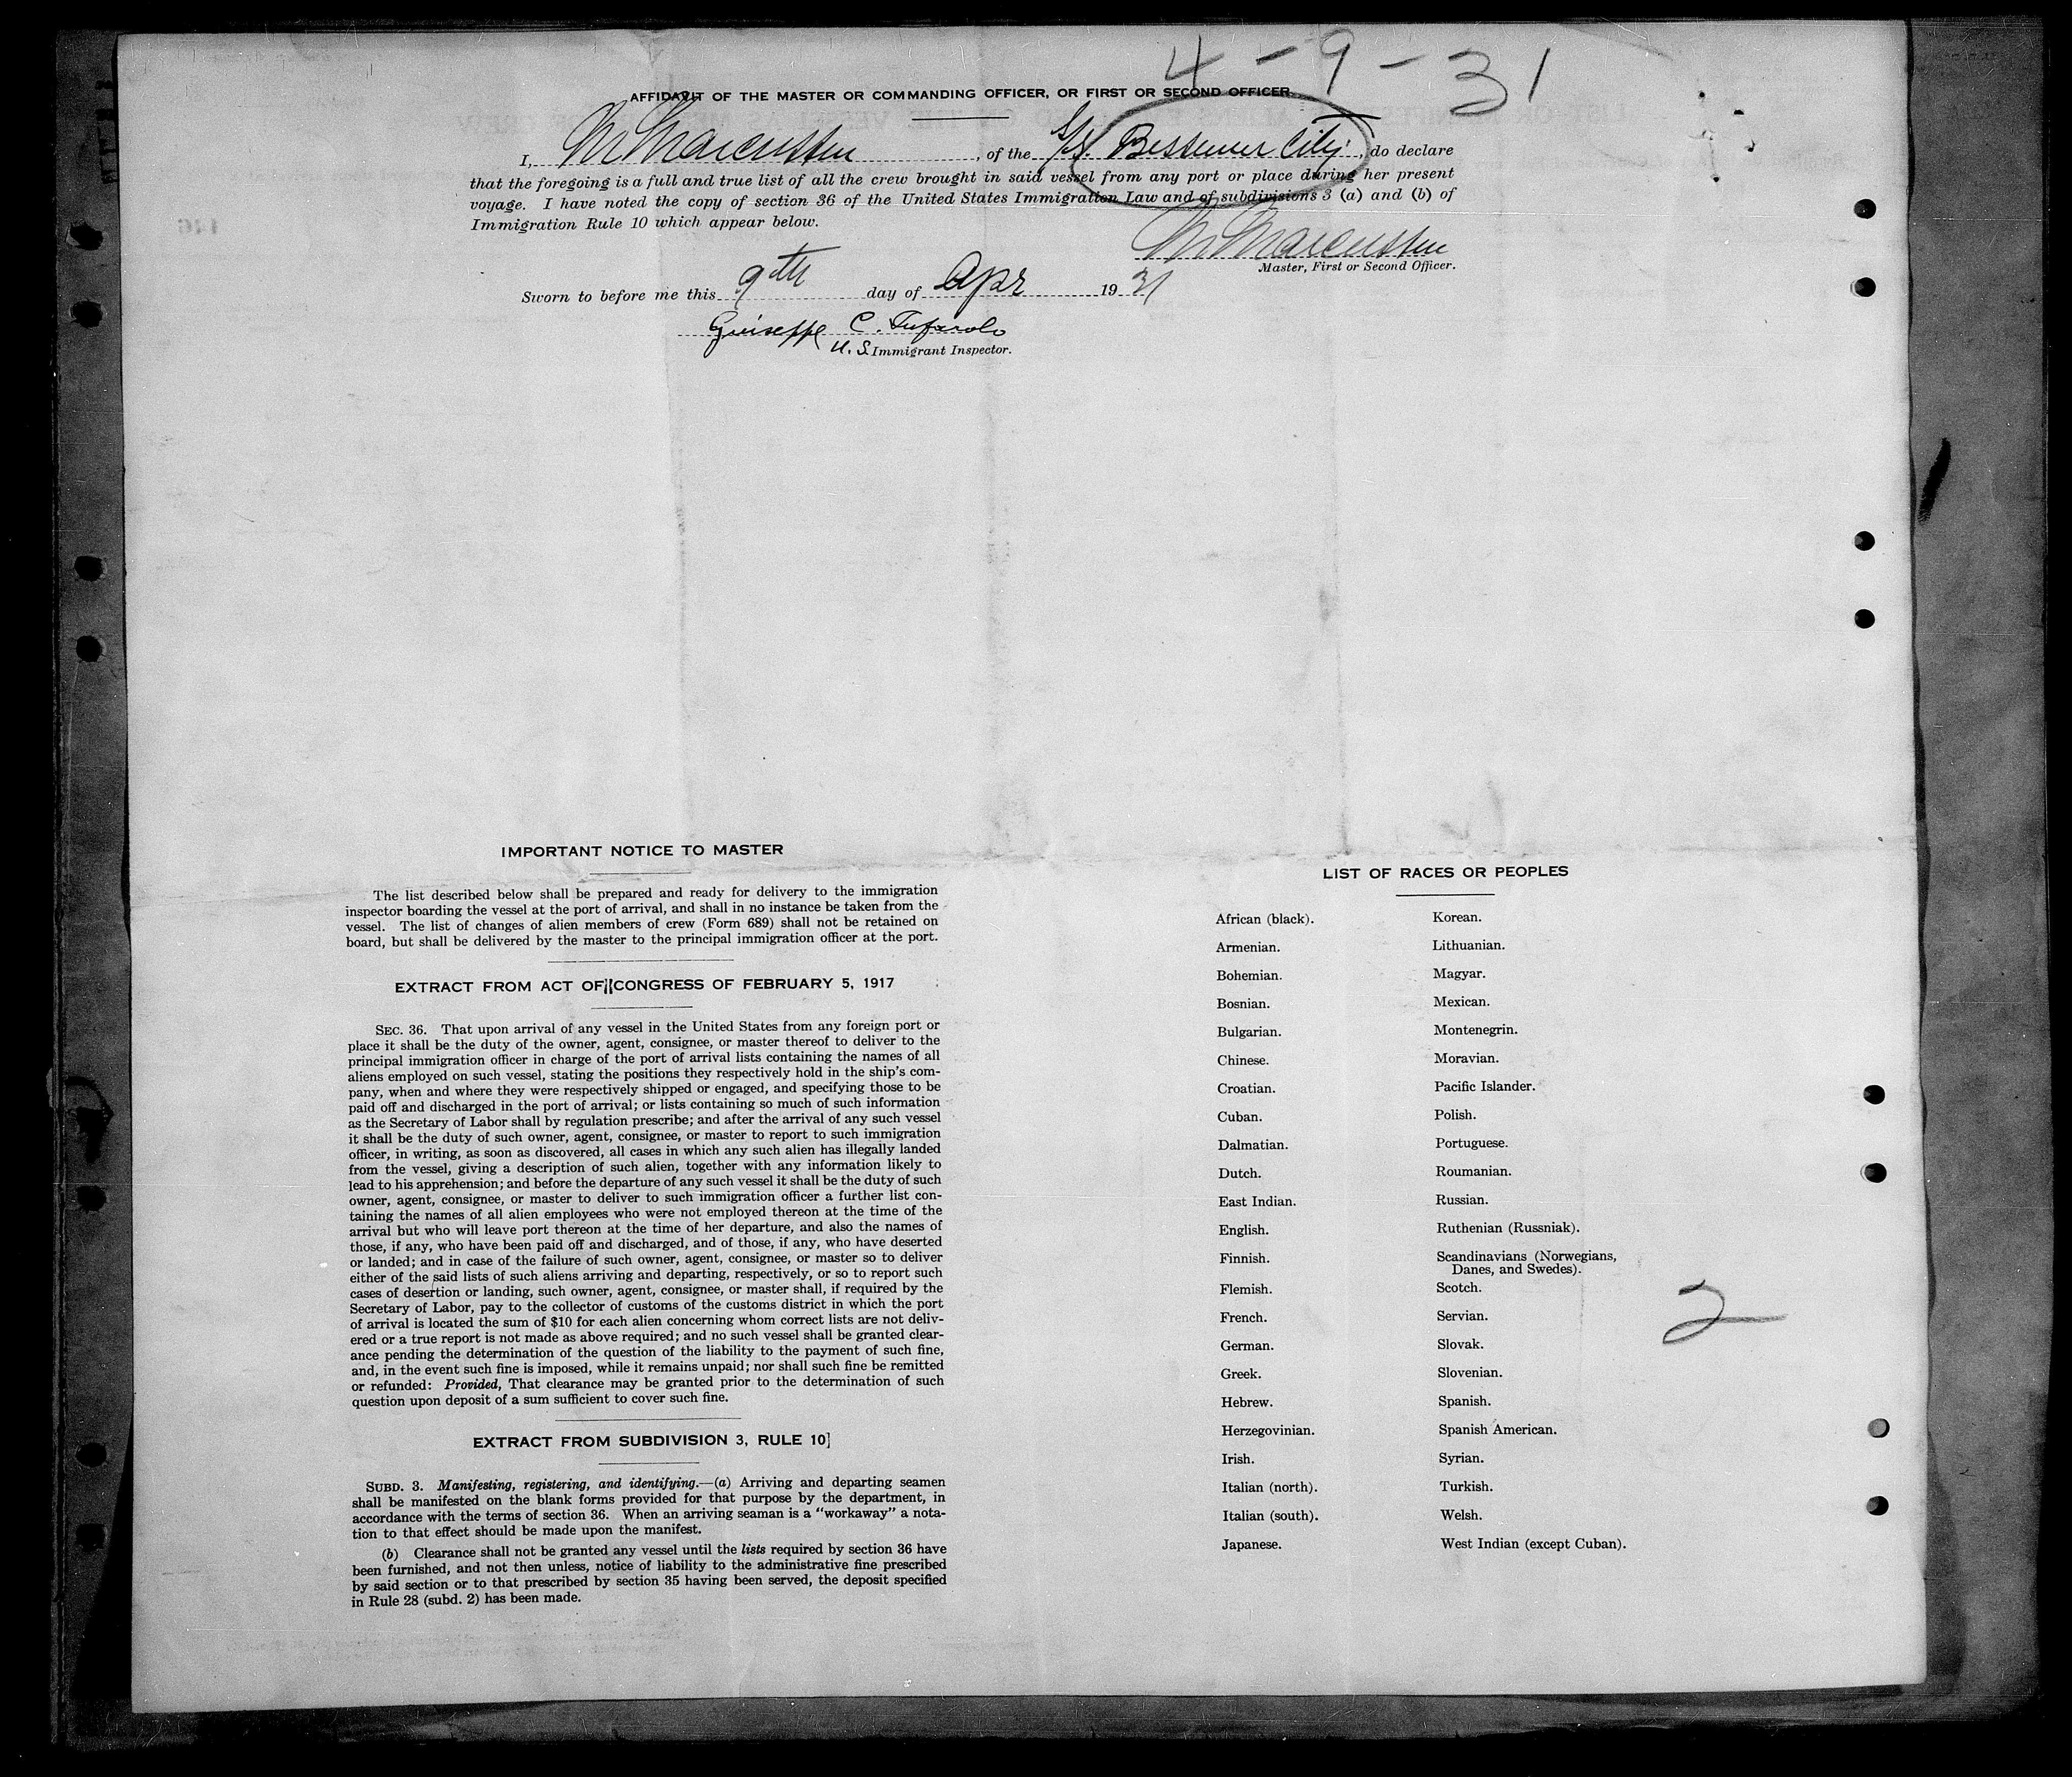 4-9-31
AFFIDAVIT OF THE MASTER OR COMMANDING OFFICER, OR FIRST OR SECOND OFFICER
I, M Marcussen, of the S/S. Bessemer City, do declare
that the foregoing is a full and true list of all the crew brought in said vessel from any port or place during her present
voyage. I have noted the copy of section 36 of the United States Immigration Law and of subdivisions 3 (a) and (b) of
Immigration Rule 10 which appear below.
M Marcussen
Master, First or Second Officer.
Sworn to before me this 9th day of Apr 1931
Guiseppe C. Tufarolo
U. S. Immigrant Inspector.
IMPORTANT NOTICE TO MASTER
The list described below shall be prepared and ready for delivery to the immigration
inspector boarding the vessel at the port of arrival, and shall in no instance be taken from the
vessel. The list of changes of alien members of crew (Form 689) shall not be retained on
board, but shall be delivered by the master to the principal immigration officer at the port.
EXTRACT FROM ACT OF CONGRESS OF FEBRUARY 5, 1917
SEC. 36. That upon arrival of any vessel in the United States from any foreign port or
place it shall be the duty of the owner, agent, consignee, or master thereof to deliver to the
principal immigration officer in charge of the port of arrival lists containing the names of all
aliens employed on such vessel, stating the positions they respectively hold in the ship's com-
pany, when and where they were respectively shipped or engaged, and specifying those to be
paid off and discharged in the port of arrival; or lists containing so much of such information
as the Secretary of Labor shall by regulation prescribe; and after the arrival of any such vessel
it shall be the duty of such owner, agent, consignee, or master to report to such immigration
officer, in writing, as soon as discovered, all cases in which any such alien has illegally landed
from the vessel, giving a description of such alien, together with any information likely to
lead to his apprehension; and before the departure of any such vessel it shall be the duty of such
owner, agent, consignee, or master to deliver to such immigration officer a further list con-
taining the names of all alien employees who were not employed thereon at the time of the
arrival but who will leave port thereon at the time of her departure, and also the names of
those, if any, who have been paid off and discharged, and of those, if any, who have deserted
or landed; and in case of the failure of such owner, agent, consignee, or master so to deliver
either of the said lists of such aliens arriving and departing, respectively, or so to report such
cases of desertion or landing, such owner, agent, consignee, or master shall, if required by the
Secretary of Labor, pay to the collector of customs of the customs district in which the port
of arrival is located the sum of $10 for each alien concerning whom correct lists are not deliv-
ered or a true report is not made as above required; and no such vessel shall be granted clear-
ance pending the determination of the question of the liability to the payment of such fine,
and, in the event such fine is imposed, while it remains unpaid; nor shall such fine be remitted
or refunded: Provided, That clearance may be granted prior to the determination of such
question upon deposit of a sum sufficient to cover such fine.
EXTRACT FROM SUBDIVISION 3, RULE 10]
SUBD. 3. Manifesting, registering, and identifying.—(a) Arriving and departing seamen
shall be manifested on the blank forms provided for that purpose by the department, in
accordance with the terms of section 36. When an arriving seaman is a "workaway" a nota-
tion to that effect should be made upon the manifest.
(b) Clearance shall not be granted any vessel until the lists required by section 36 have
been furnished, and not then unless, notice of liability to the administrative fine prescribed
by said section or to that prescribed by section 35 having been served, the deposit specified
in Rule 28 (subd. 2) has been made.
LIST OF RACES OR PEOPLES
African (black).
Armenian.
Bohemian.
Bosnian.
Bulgarian.
Chinese.
Croatian.
Cuban.
Dalmatian.
Dutch.
East Indian.
English.
Finnish.
Flemish.
French.
German.
Greek.
Hebrew.
Herzegovinian.
Irish.
Italian (north).
Italian (south).
Japanese.
Korean.
Lithuanian.
Magyar.
Mexican.
Montenegrin.
Moravian.
Pacific Islander.
Polish.
Portuguese.
Roumanian.
Russian.
Ruthenian (Russniak).
Scandinavians (Norwegians,
Danes, and Swedes).
Scotch.
Servian.
Slovak.
Slovenian.
Spanish.
Spanish American.
Syrian.
Turkish.
Welsh.
West Indian (except Cuban).
2